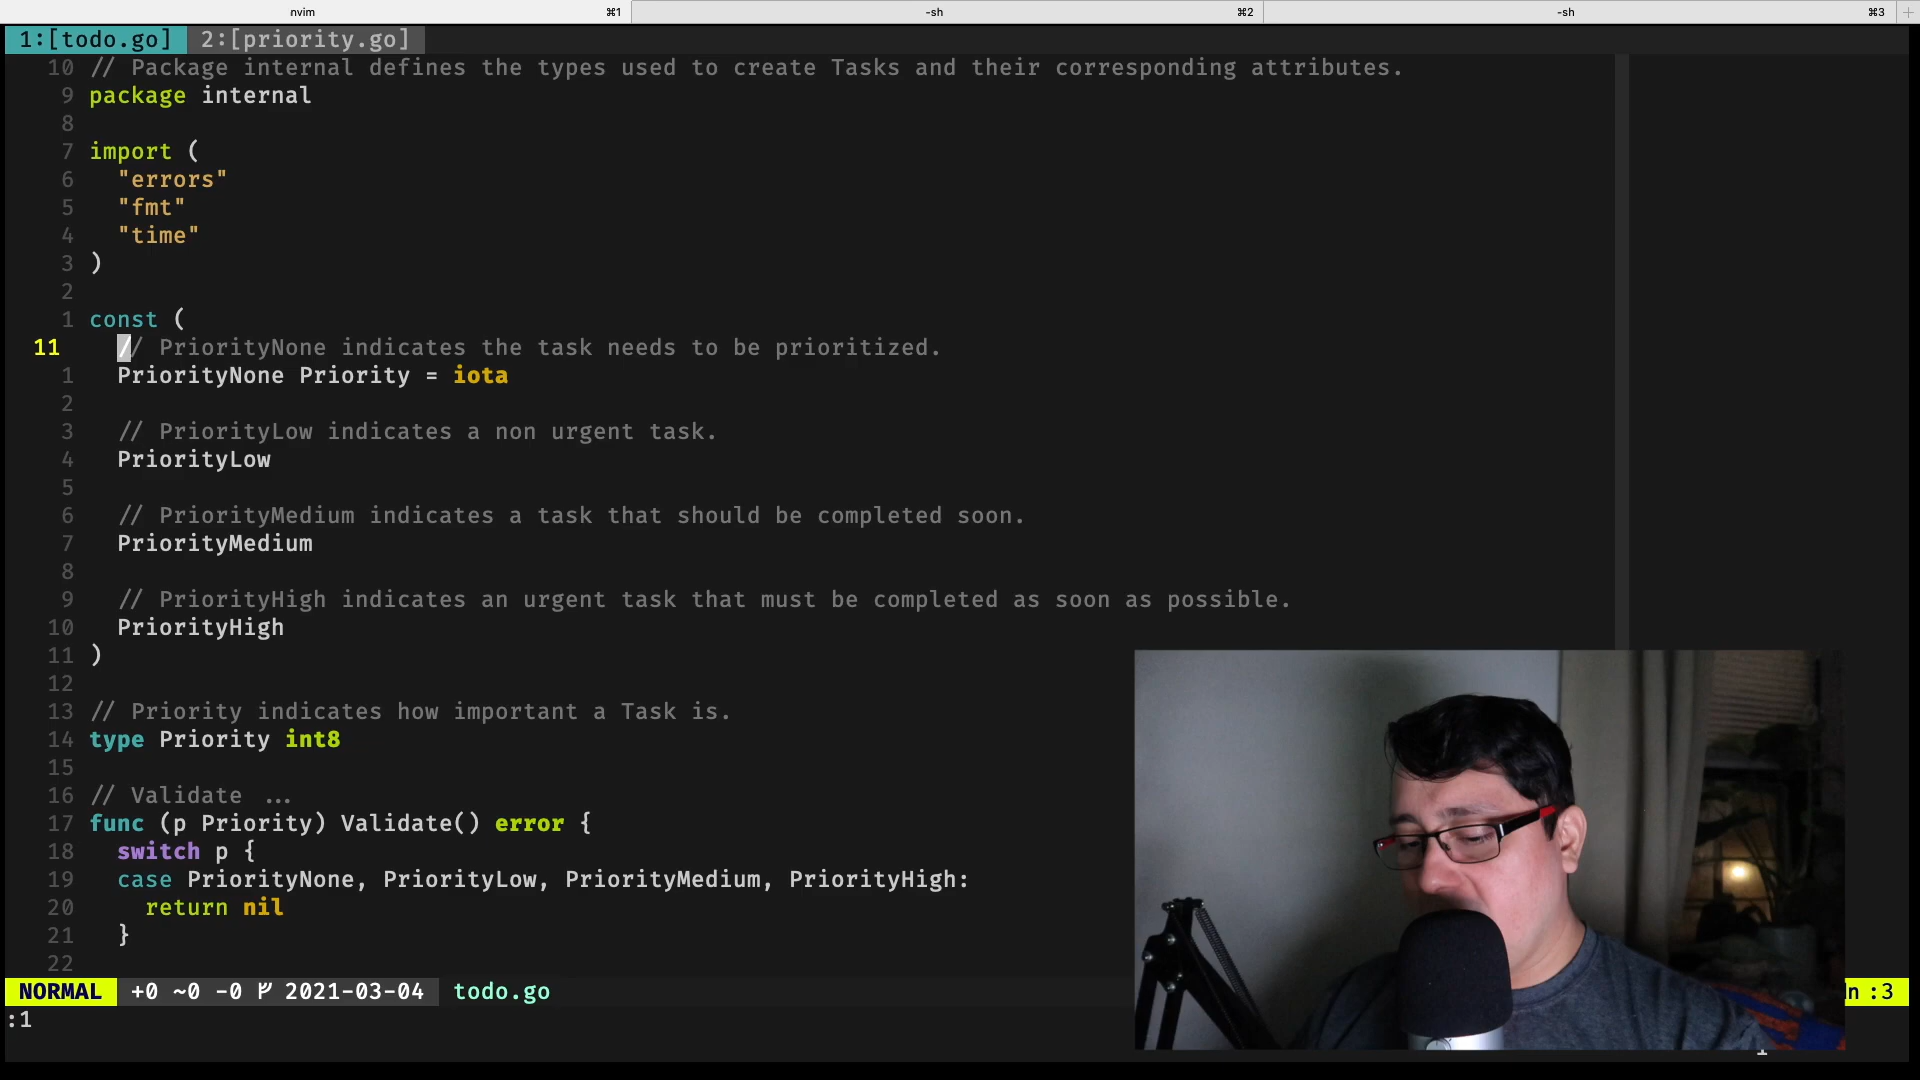 nvim ⌘1 -sh ⌘2 -sh ⌘3 +
1:[todo.go] 2:[priority.go]
10 // Package internal defines the types used to create Tasks and their corresponding attributes.
9 package internal
8
7 import (
6 "errors"
5 "fmt"
4 "time"
3 )
2
1 const (
11 // PriorityNone indicates the task needs to be prioritized.
1 PriorityNone Priority = iota
2
3 // PriorityLow indicates a non urgent task.
4 PriorityLow
5
6 // PriorityMedium indicates a task that should be completed soon.
7 PriorityMedium
8
9 // PriorityHigh indicates an urgent task that must be completed as soon as possible.
10 PriorityHigh
11 )
12
13 // Priority indicates how important a Task is.
14 type Priority int8
15
16 // Validate ...
17 func (p Priority) Validate() error {
18 switch p {
19 case PriorityNone, PriorityLow, PriorityMedium, PriorityHigh:
20 return nil
21 }
22
NORMAL +0 ~0 -0 2021-03-04 todo.go :3
:1